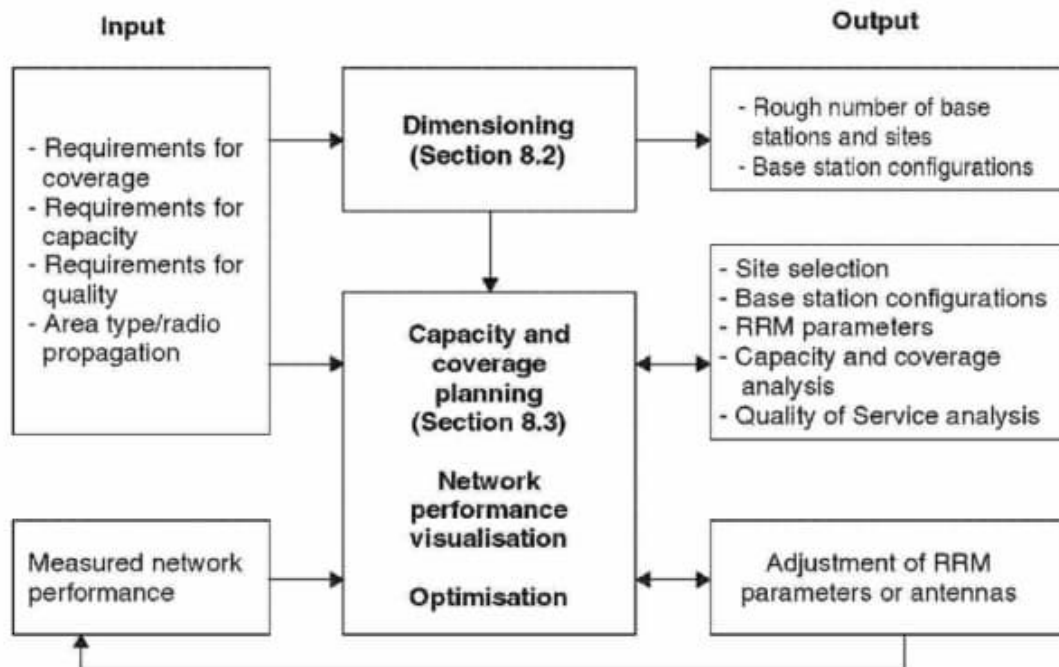 Input
Output
- Requirements for
coverage
- Requirements for
capacity
- Requirements for
quality
- Area type/radio
propagation
Dimensioning
(Section 8.2)
- Rough number of base
stations and sites
- Base station configurations
Capacity and
coverage
planning
(Section 8.3)
Network
performance
visualisation
Optimisation
- Site selection
- Base station configurations
- RRM parameters
- Capacity and coverage
analysis
- Quality of Service analysis
Measured network
performance
Adjustment of RRM
parameters or antennas